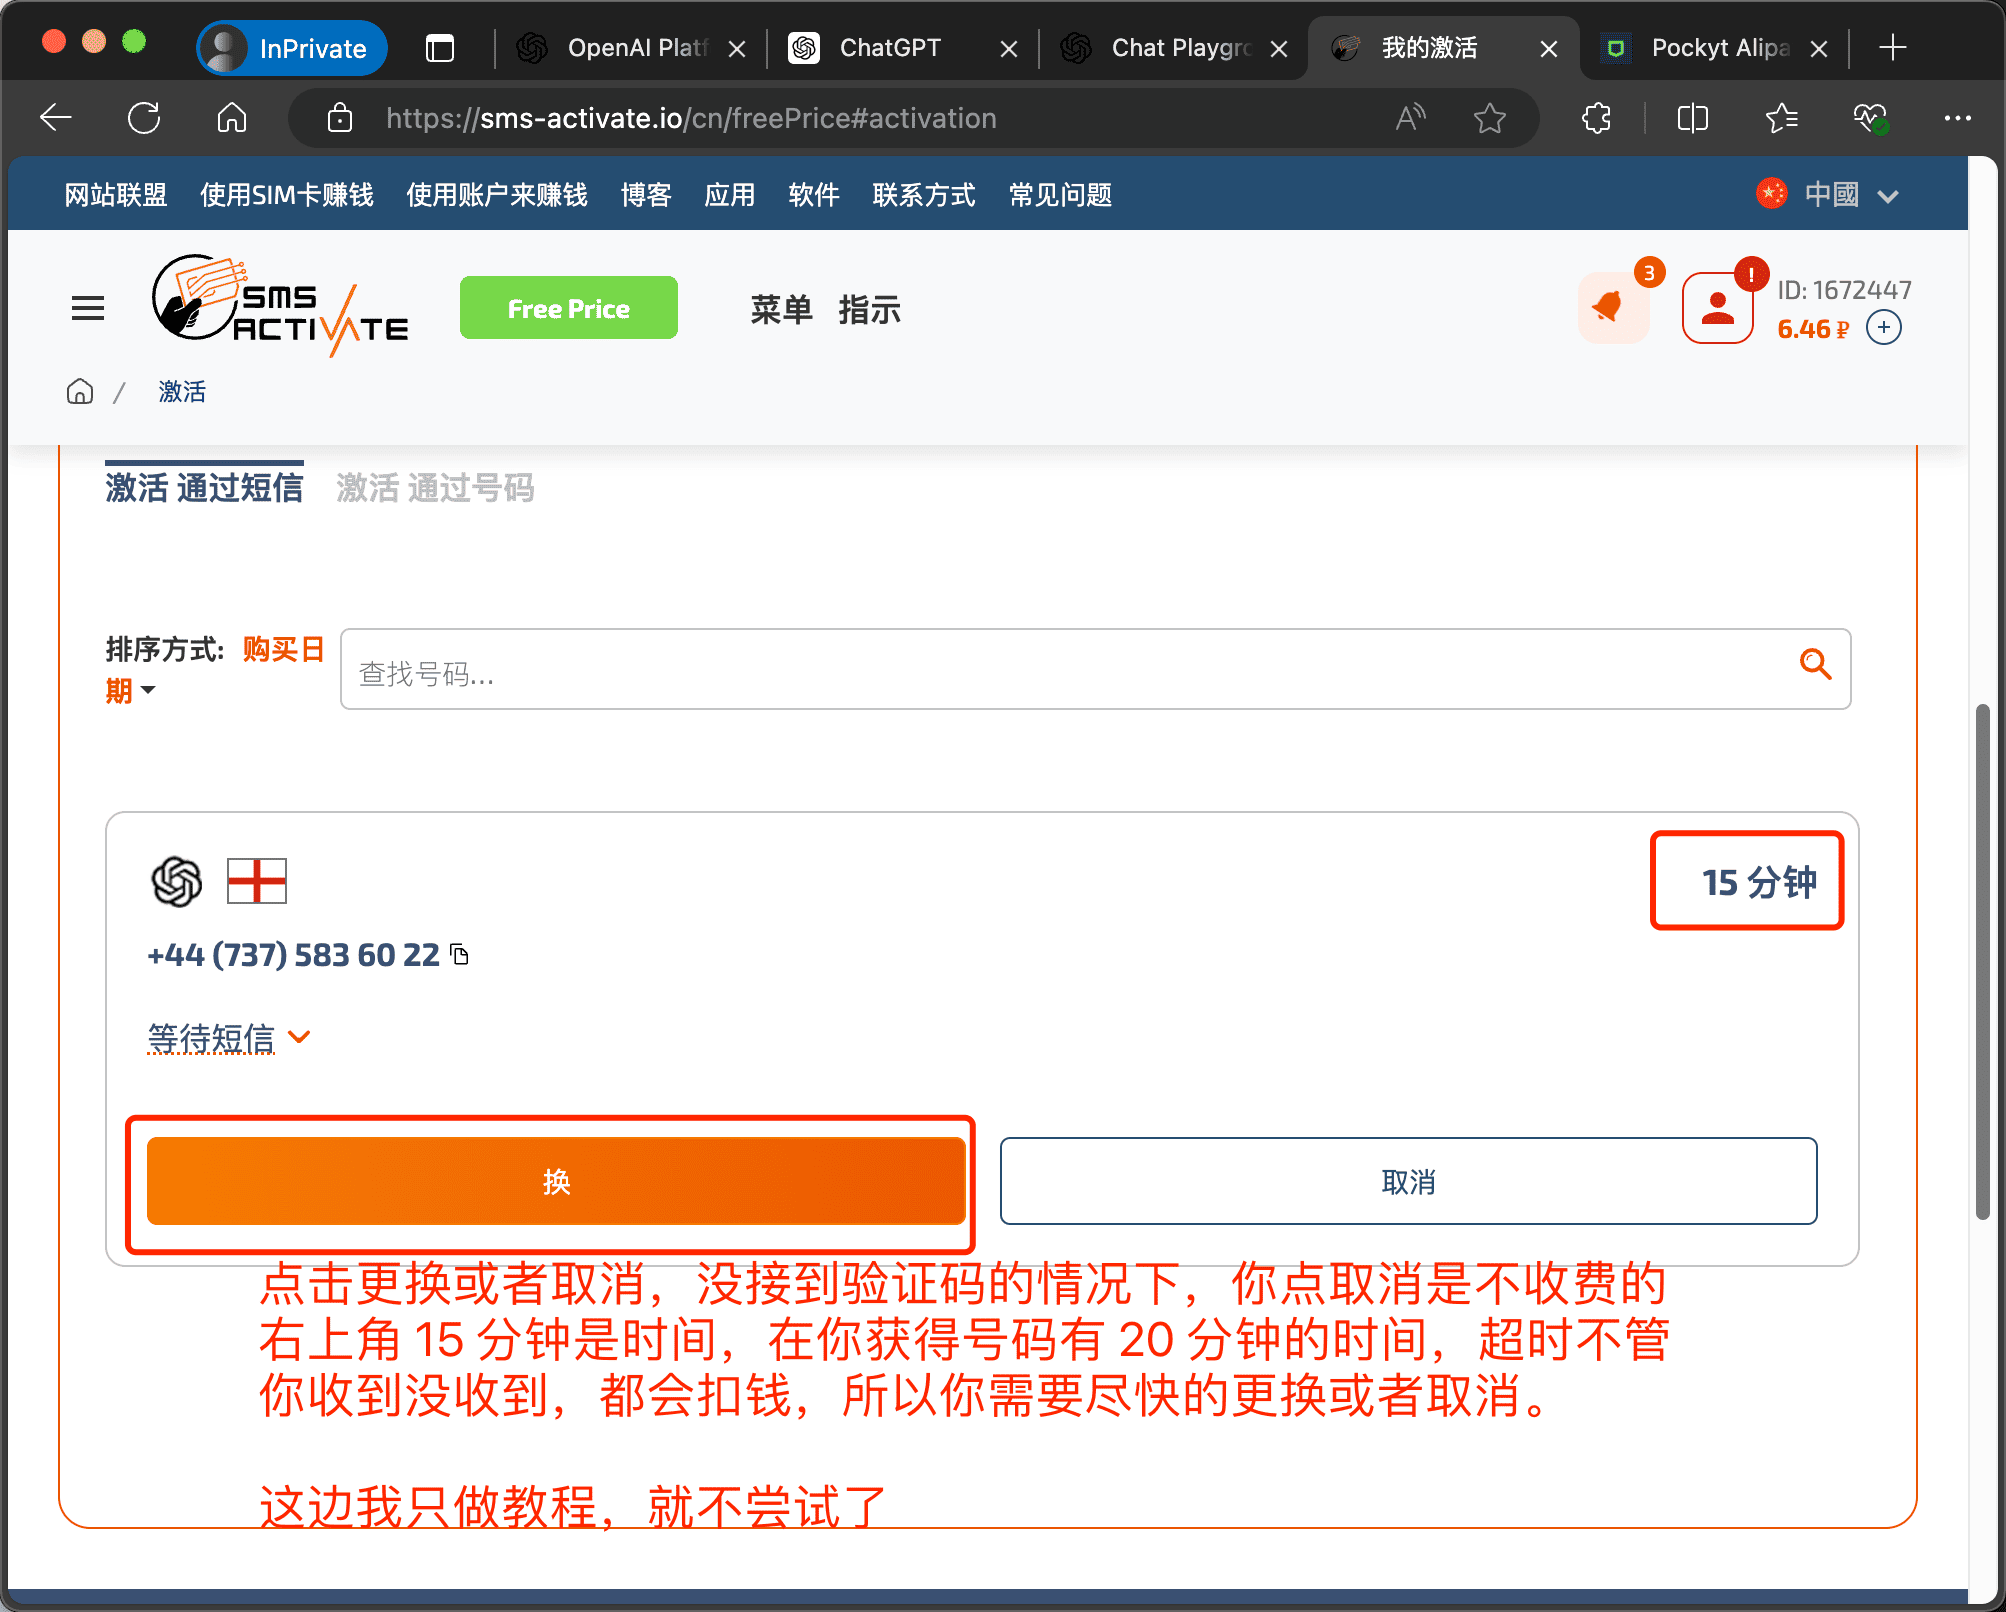 InPrivate
OpenAI Platf
ChatGPT
Chat Playgro
我的激活
Pockyt Alipa
https://sms-activate.io/cn/freePrice#activation
网站联盟 使用SIM卡赚钱 使用账户来赚钱 博客 应用 软件 联系方式 常见问题
中國
SMS
ACTIVATE
Free Price
菜单 指示
3
!
ID: 1672447
6.46 ₽
/ 激活
激活 通过短信 激活 通过号码
排序方式: 购买日
期
查找号码...
15 分钟
+44 (737) 583 60 22
等待短信
换
取消
点击更换或者取消，没接到验证码的情况下，你点取消是不收费的
右上角 15 分钟是时间，在你获得号码有 20 分钟的时间，超时不管
你收到没收到，都会扣钱，所以你需要尽快的更换或者取消。
这边我只做教程，就不尝试了